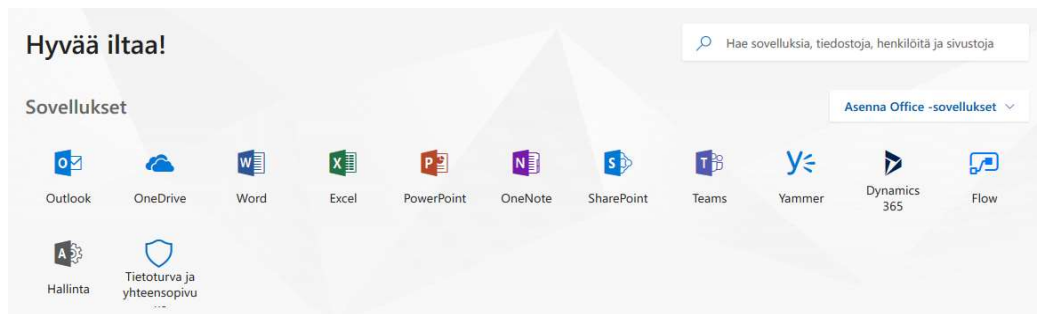 Hyvää iltaa!
Hae sovelluksia, tiedostoja, henkilöitä ja sivustoja
Sovellukset
Asenna Office -sovellukset
Outlook
OneDrive
Word
Excel
PowerPoint
OneNote
SharePoint
Teams
Yammer
Dynamics
365
Flow
Hallinta
Tietoturva ja
yhteensopivu